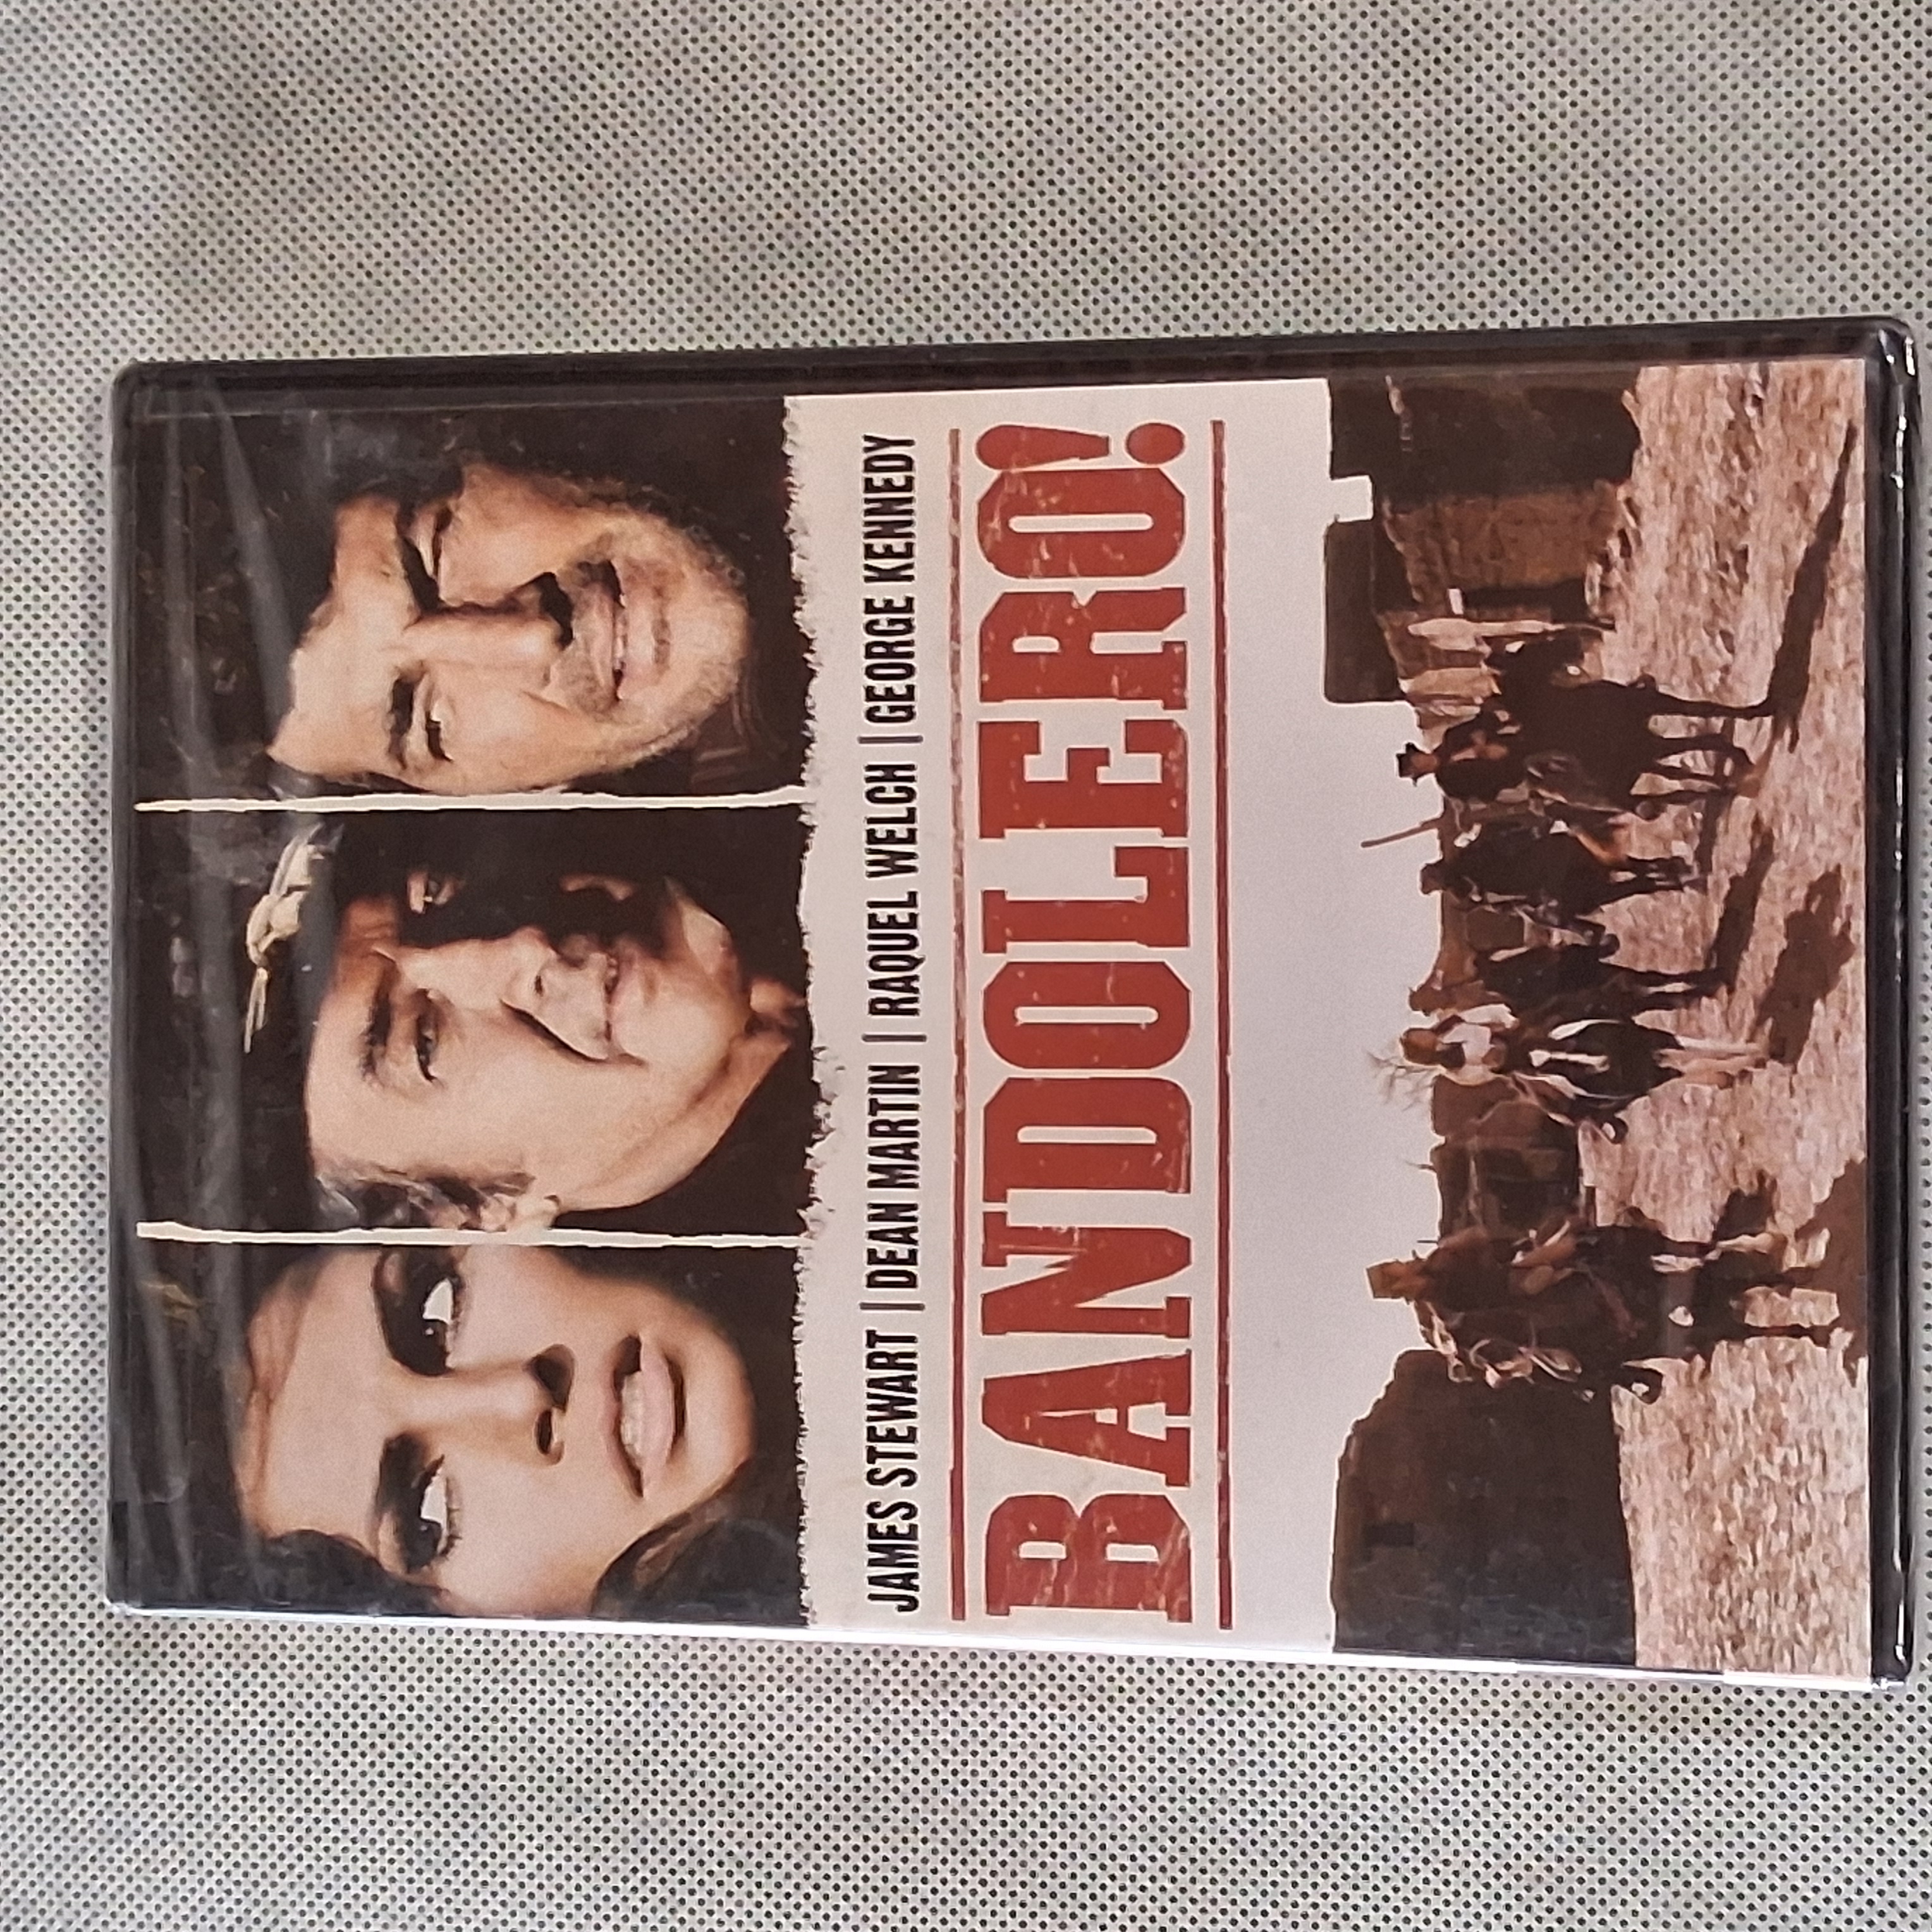 JAMES STEWART | DEAN MARTIN | RAQUEL WELCH | GEORGE KENNEDY
BANDOLERO!